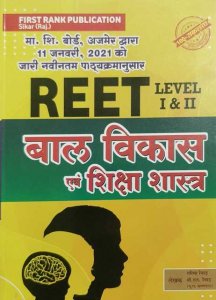 FIRST RANK PUBLICATION
Sikar (Raj.)
मा. शि. बोर्ड, अजमेर द्वारा
11 जनवरी, 2021 को
जारी नवीनतम पाठ्यक्रमानुसार
REET LEVEL
I & II
बाल विकास
एवं शिक्षा शास्त्र